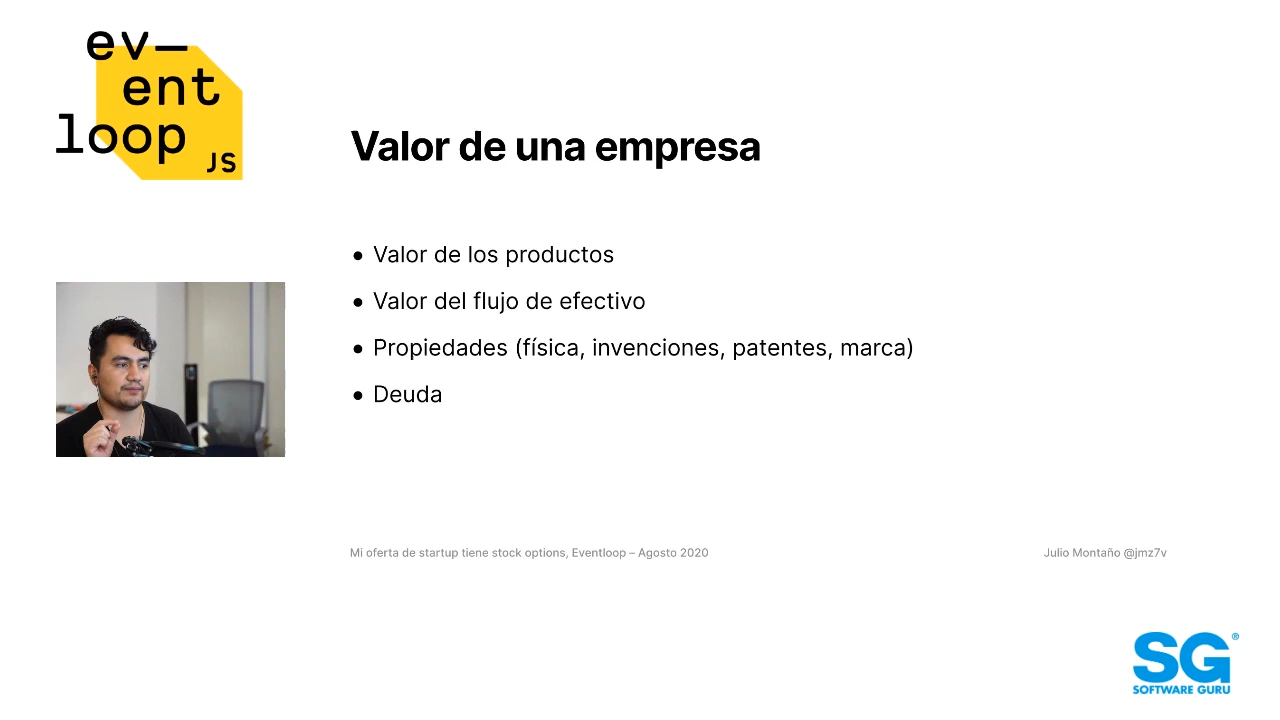 ev—
ent
loop
JS
Valor de una empresa
• Valor de los productos
• Valor del flujo de efectivo
• Propiedades (física, invenciones, patentes, marca)
• Deuda
Mi oferta de startup tiene stock options, Eventloop – Agosto 2020
Julio Montaño @jmz7v
SG®
SOFTWARE GURU